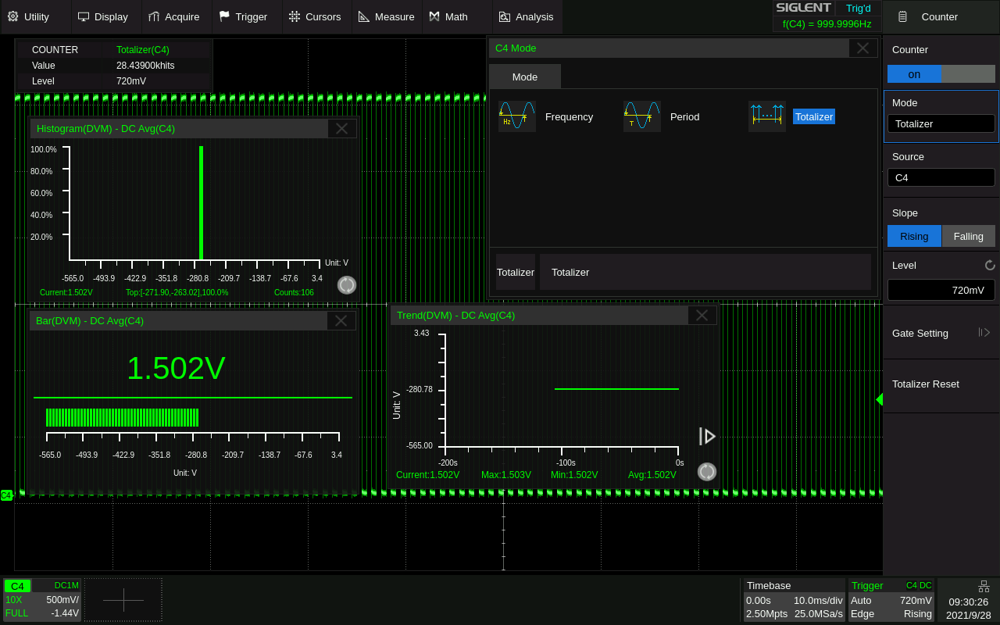 Utility Display Acquire Trigger Cursors Measure Math Analysis SIGLENT Trig'd Counter
f(C4) = 999.9996Hz
COUNTER Totalizer(C4)
Value 28.43900khits
Level 720mV
C4 Mode
Mode
Hz Frequency T Period Totalizer
Totalizer Totalizer
Histogram(DVM) - DC Avg(C4)
100.0%
80.0%
60.0%
40.0%
20.0%
Unit: V
-565.0 -493.9 -422.9 -351.8 -280.8 -209.7 -138.7 -67.6 3.4
Current:1.502V Top:[-271.90,-263.02],100.0% Counts:106
Bar(DVM) - DC Avg(C4)
1.502V
-565.0 -493.9 -422.9 -351.8 -280.8 -209.7 -138.7 -67.6 3.4
Unit: V
Trend(DVM) - DC Avg(C4)
3.43
-280.78
-565.00
Unit: V
-200s -100s 0s
Current:1.502V Max:1.503V Min:1.502V Avg:1.502V
Counter
on
Mode
Totalizer
Source
C4
Slope
Rising Falling
Level
720mV
Gate Setting
Totalizer Reset
C4
C4 DC1M
10X 500mV/
FULL -1.44V
Timebase
0.00s 10.0ms/div
2.50Mpts 25.0MSa/s
Trigger C4 DC
Auto 720mV
Edge Rising
09:30:26
2021/9/28